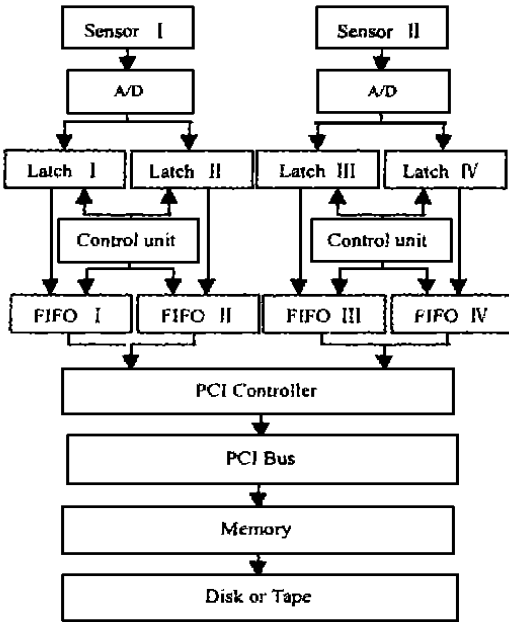 Sensor I Sensor II
A/D A/D
Latch I Latch II Latch III Latch IV
Control unit Control unit
FIFO I FIFO II FIFO III FIFO IV
PCI Controller
PCI Bus
Memory
Disk or Tape